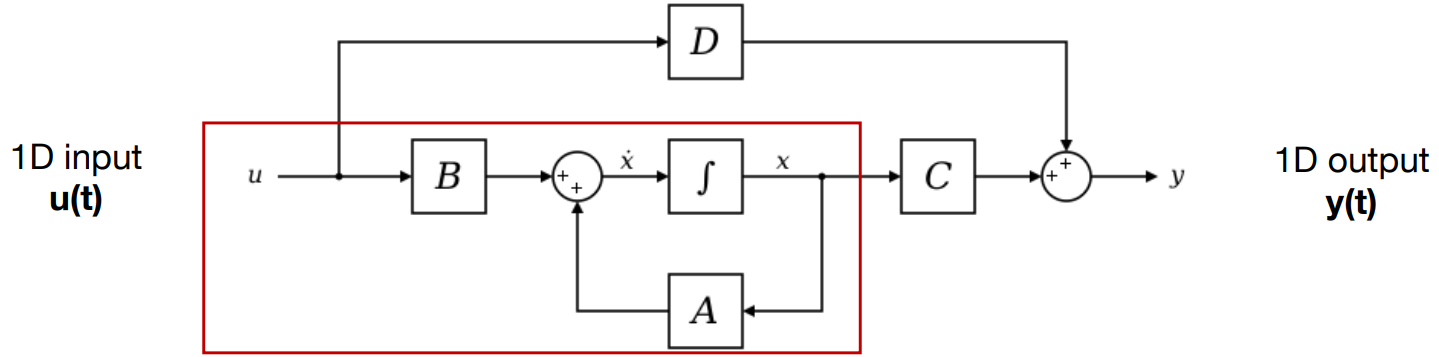 D
1D input
u(t)
u
B
+
+
ẋ
∫
x
C
+
+
y
1D output
y(t)
A